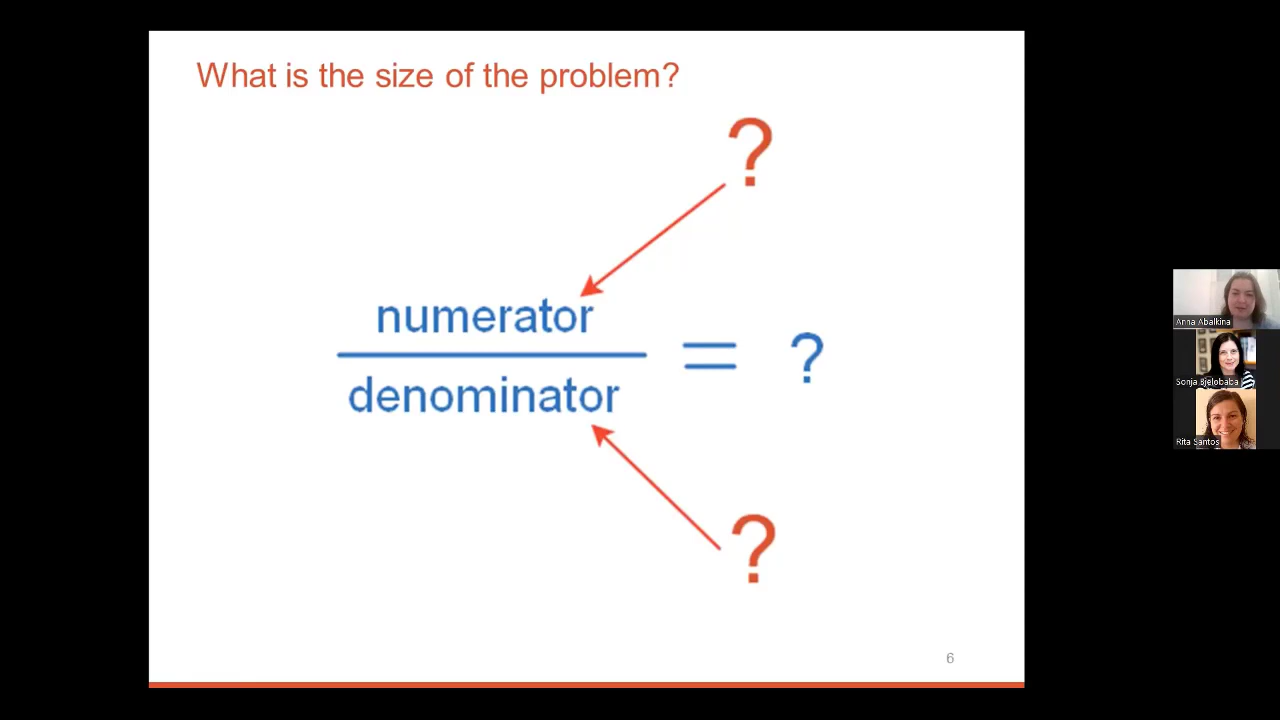 What is the size of the problem?
?
numerator
= ?
denominator
?
6
Anna Abalkina
Sonja Bjelobaba
Rita Santos